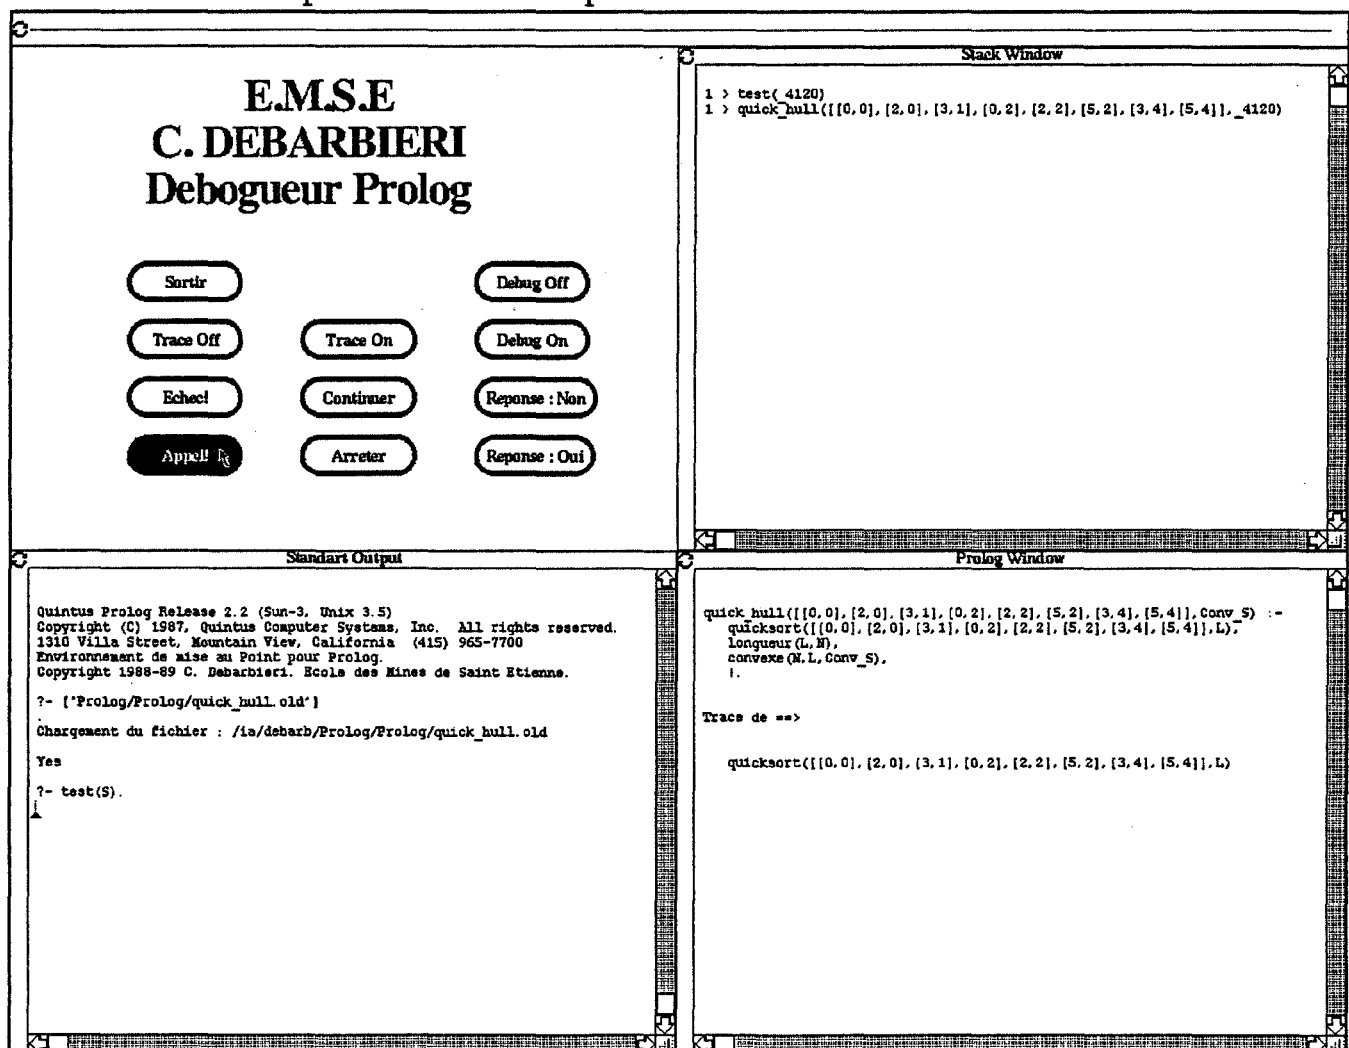 E.M.S.E
C. DEBARBIERI
Debogueur Prolog
Sortir
Debug Off
Trace Off
Trace On
Debug On
Echec!
Continuer
Reponse : Non
Appel!
Arreter
Reponse : Oui
Stack Window
1 > test(_4120)
1 > quick_hull([[0,0],[2,0],[3,1],[0,2],[2,2],[5,2],[3,4],[5,4]],_4120)
Standart Output
Quintus Prolog Release 2.2 (Sun-3, Unix 3.5)
Copyright (C) 1987, Quintus Computer Systems, Inc.  All rights reserved.
1310 Villa Street, Mountain View, California  (415) 965-7700
Environnement de mise au Point pour Prolog.
Copyright 1988-89 C. Debarbieri. Ecole des Mines de Saint Etienne.
?- ['Prolog/Prolog/quick_hull.old']
.
Chargement du fichier : /ia/debarb/Prolog/Prolog/quick_hull.old
Yes
?- test(S).
Prolog Window
quick_hull([[0,0],[2,0],[3,1],[0,2],[2,2],[5,2],[3,4],[5,4]],Conv_S) :-
quicksort([[0,0],[2,0],[3,1],[0,2],[2,2],[5,2],[3,4],[5,4]],L),
longueur(L,N),
convexe(N,L,Conv_S),
!.
Trace de ==>
quicksort([[0,0],[2,0],[3,1],[0,2],[2,2],[5,2],[3,4],[5,4]],L)